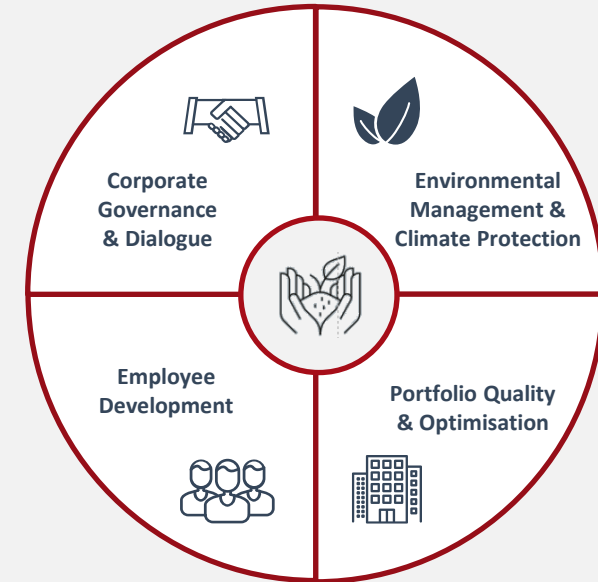 Corporate
Governance
& Dialogue
Environmental
Management &
Climate Protection
Employee
Development
Portfolio Quality
& Optimisation